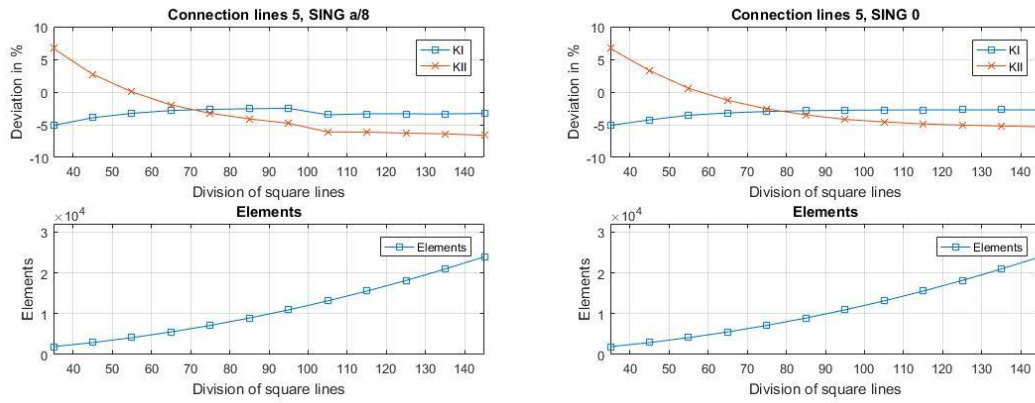 Connection lines 5, SING a/8
Deviation in %
10
5
0
-5
-10
KI
KII
40 50 60 70 80 90 100 110 120 130 140
Division of square lines
Elements
×10^4
Elements
3
2
1
0
Elements
40 50 60 70 80 90 100 110 120 130 140
Division of square lines
Connection lines 5, SING 0
Deviation in %
10
5
0
-5
-10
KI
KII
40 50 60 70 80 90 100 110 120 130 140
Division of square lines
Elements
×10^4
Elements
3
2
1
0
Elements
40 50 60 70 80 90 100 110 120 130 140
Division of square lines